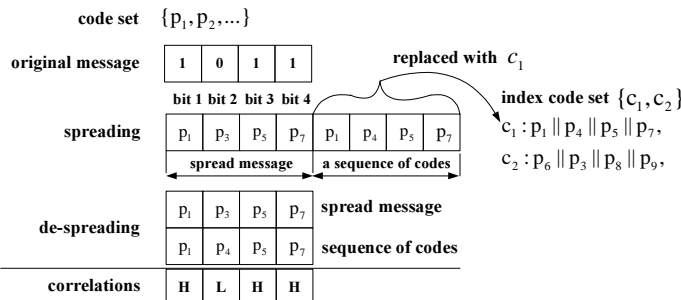 code set {p₁,p₂,...}
original message 1 0 1 1
replaced with c₁
bit 1 bit 2 bit 3 bit 4
index code set {c₁,c₂}
spreading p₁ p₃ p₅ p₇ p₁ p₄ p₅ p₇
c₁ : p₁ || p₄ || p₅ || p₇,
spread message a sequence of codes
c₂ : p₆ || p₃ || p₈ || p₉,
de-spreading
p₁ p₃ p₅ p₇ spread message
p₁ p₄ p₅ p₇ sequence of codes
correlations H L H H